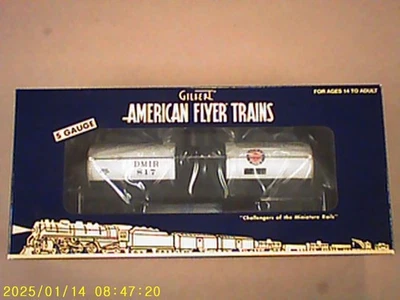 GILBERT
FOR AGES 14 TO ADULT
AMERICAN FLYER TRAINS
S GAUGE
DMIR
817
"Challengers of the Miniature Rails"
2025/01/14 08:47:20